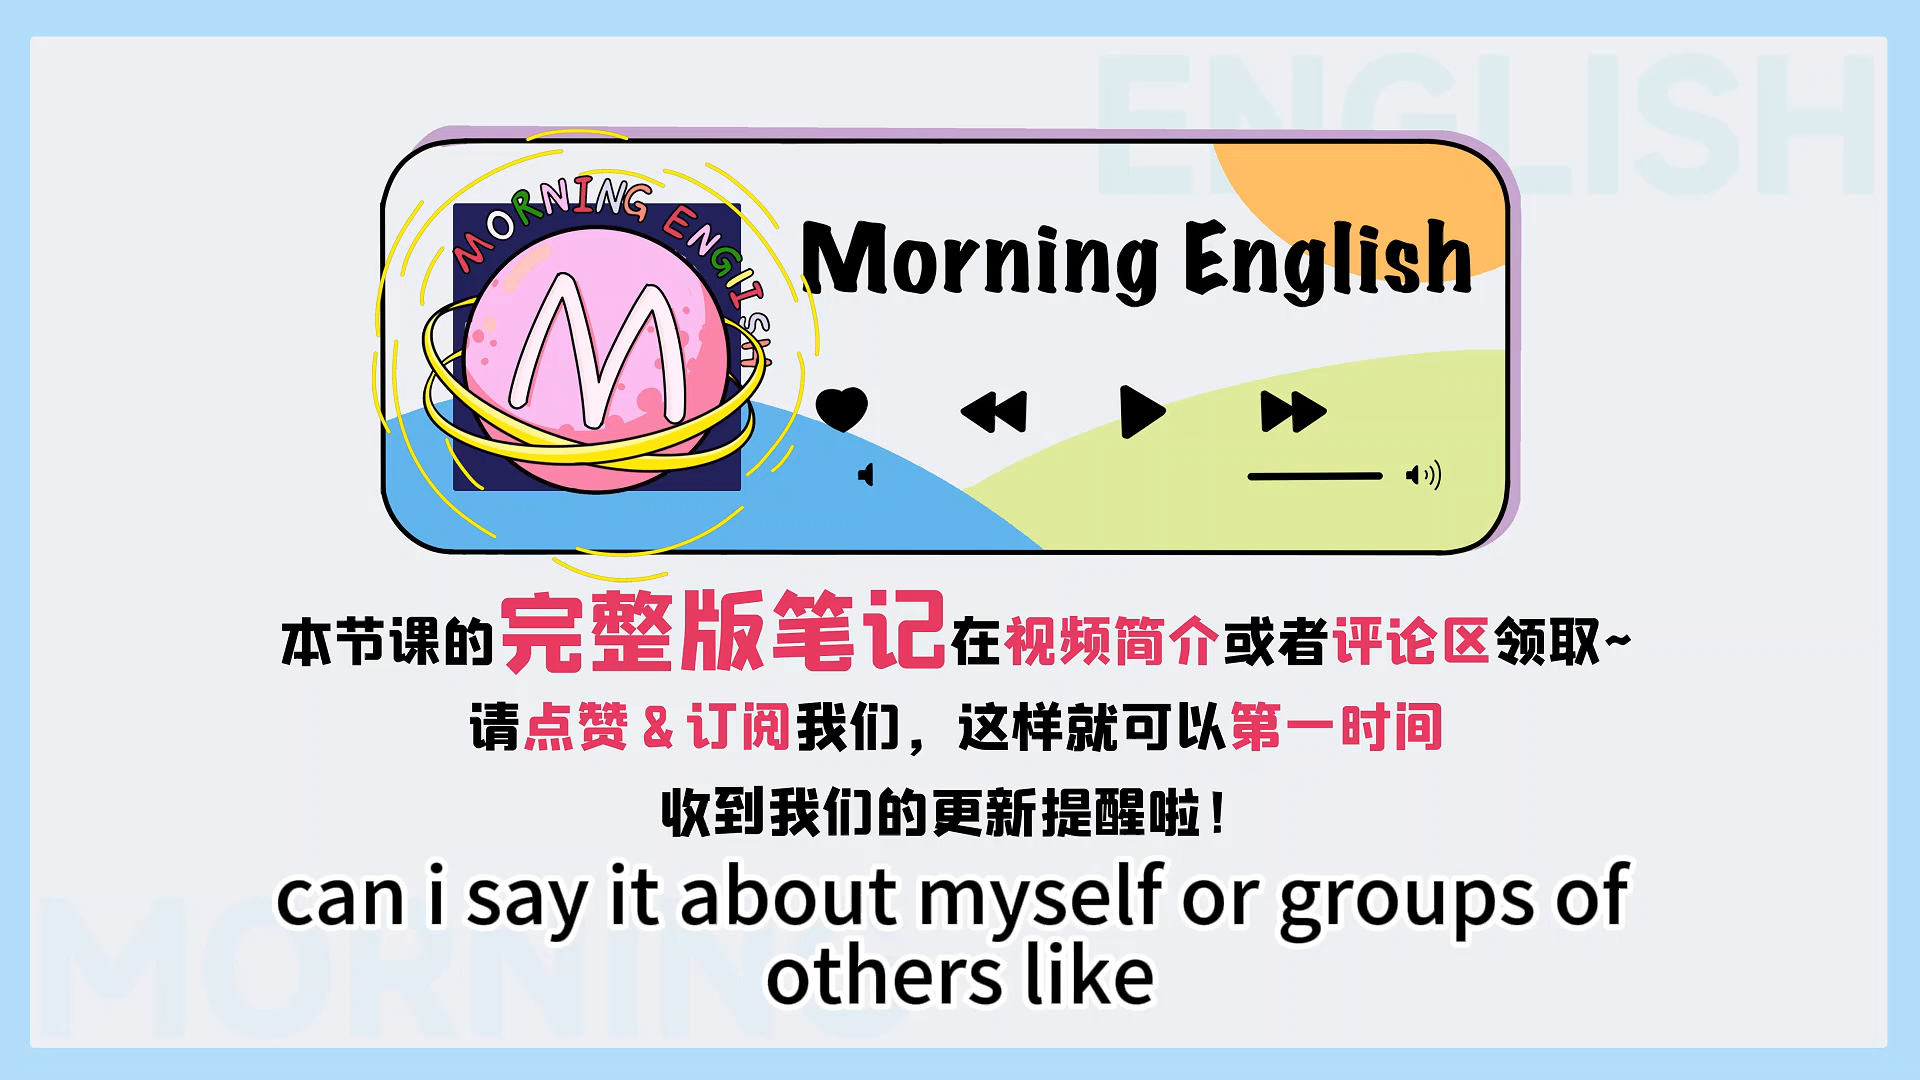 ENGLISH
MORNING ENGLISH
M
Morning English
本节课的完整版笔记在视频简介或者评论区领取~
请点赞&订阅我们，这样就可以第一时间
收到我们的更新提醒啦！
can i say it about myself or groups of
others like
MORNING